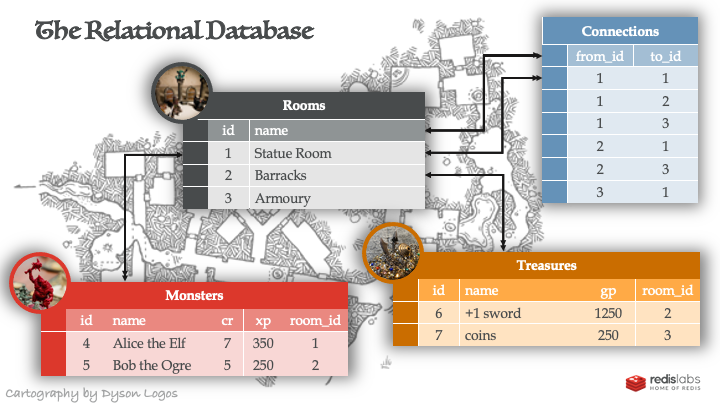 The Relational Database
Connections
from_id to_id
1 1
1 2
1 3
2 1
2 3
3 1
Rooms
id name
1 Statue Room
2 Barracks
3 Armoury
Treasures
id name gp room_id
6 +1 sword 1250 2
7 coins 250 3
Monsters
id name cr xp room_id
4 Alice the Elf 7 350 1
5 Bob the Ogre 5 250 2
Cartography by Dyson Logos
redislabs
HOME OF REDIS